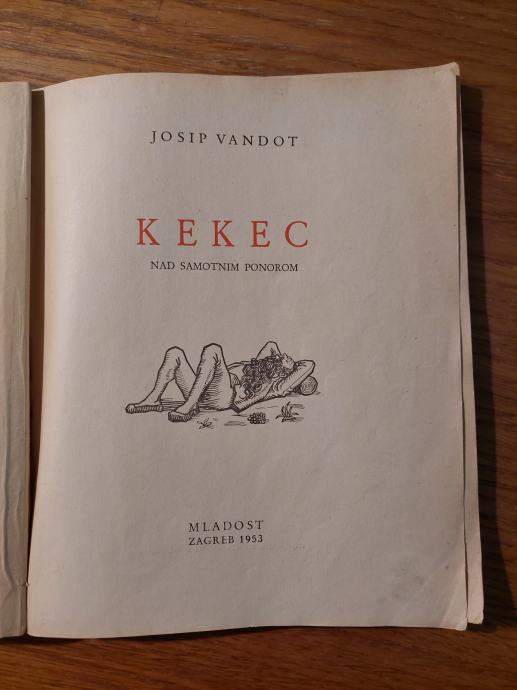 JOSIP VANDOT
KEKEC
NAD SAMOTNIM PONOROM
MLADOST
ZAGREB 1953